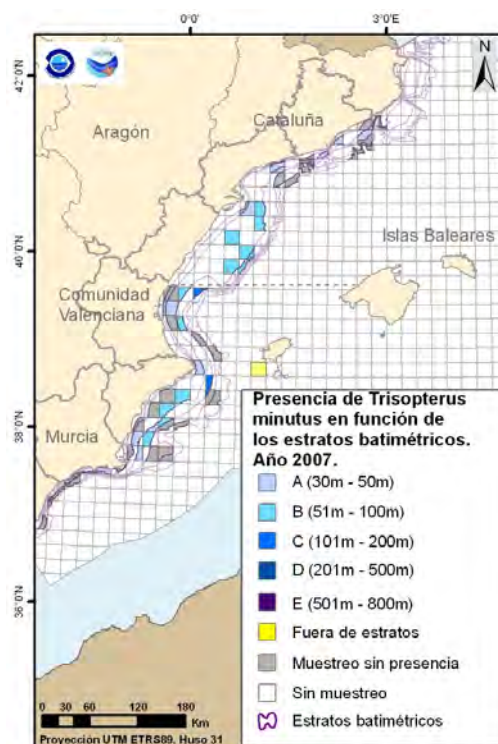 0°0'
3°0'E
42°0'N
N
Cataluña
Aragón
40°0'N
Islas Baleares
Comunidad
Valenciana
38°0'N
Murcia
36°0'N
Presencia de Trisopterus
minutus en función de
los estratos batimétricos.
Año 2007.
A (30m - 50m)
B (51m - 100m)
C (101m - 200m)
D (201m - 500m)
E (501m - 800m)
Fuera de estratos
Muestreo sin presencia
Sin muestreo
Estratos batimétricos
0 30 60 120 180
Km
Proyección UTM ETRS89. Huso 31